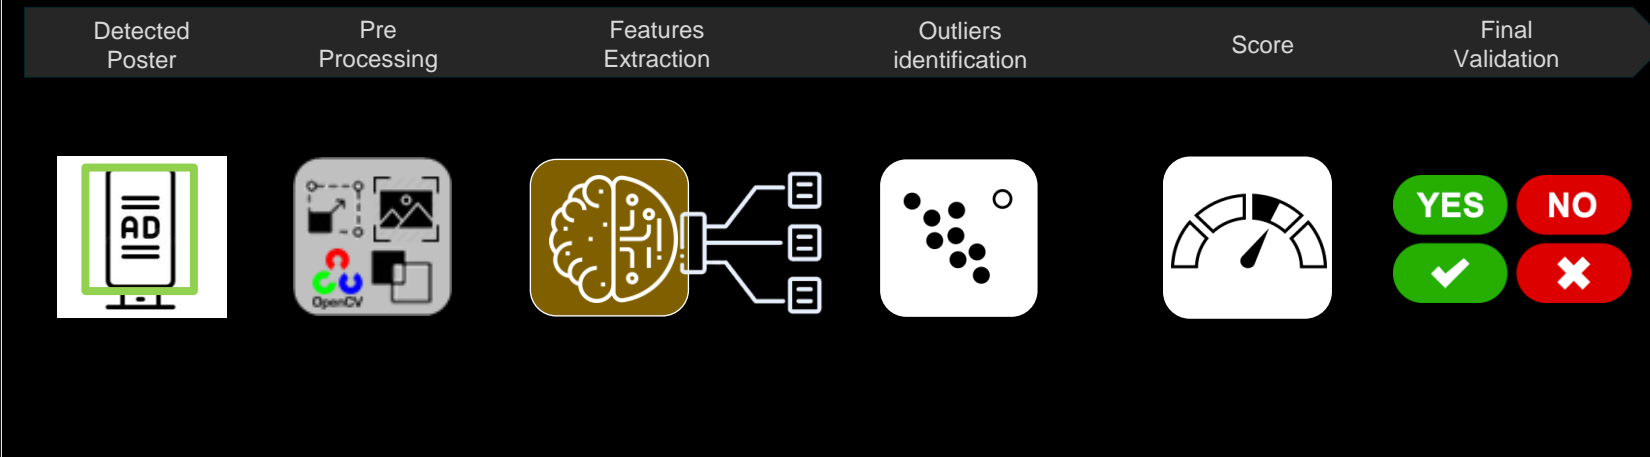 Detected
Poster
Pre
Processing
Features
Extraction
Outliers
identification
Score
Final
Validation
AD
OpenCV
YES
NO